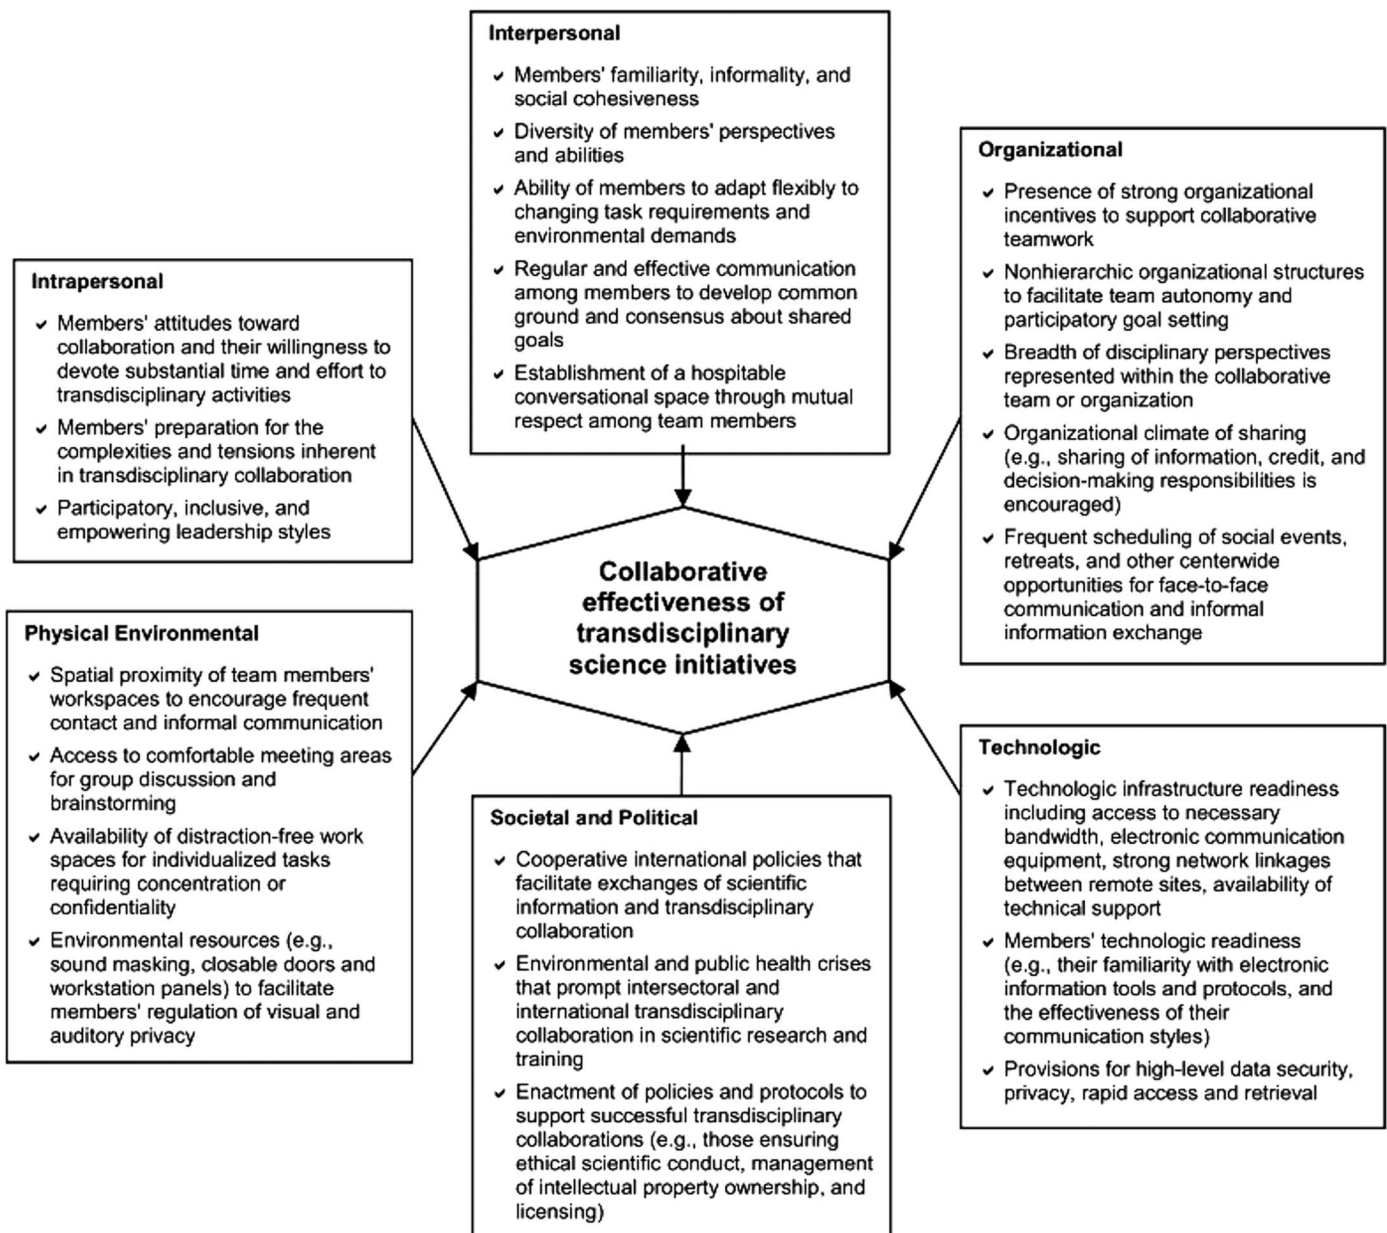 Interpersonal
✓ Members' familiarity, informality, and
social cohesiveness
✓ Diversity of members' perspectives
and abilities
✓ Ability of members to adapt flexibly to
changing task requirements and
environmental demands
✓ Regular and effective communication
among members to develop common
ground and consensus about shared
goals
✓ Establishment of a hospitable
conversational space through mutual
respect among team members
Organizational
✓ Presence of strong organizational
incentives to support collaborative
teamwork
✓ Nonhierarchic organizational structures
to facilitate team autonomy and
participatory goal setting
✓ Breadth of disciplinary perspectives
represented within the collaborative
team or organization
✓ Organizational climate of sharing
(e.g., sharing of information, credit, and
decision-making responsibilities is
encouraged)
✓ Frequent scheduling of social events,
retreats, and other centerwide
opportunities for face-to-face
communication and informal
information exchange
Intrapersonal
✓ Members' attitudes toward
collaboration and their willingness to
devote substantial time and effort to
transdisciplinary activities
✓ Members' preparation for the
complexities and tensions inherent
in transdisciplinary collaboration
✓ Participatory, inclusive, and
empowering leadership styles
Collaborative
effectiveness of
transdisciplinary
science initiatives
Physical Environmental
✓ Spatial proximity of team members'
workspaces to encourage frequent
contact and informal communication
✓ Access to comfortable meeting areas
for group discussion and
brainstorming
✓ Availability of distraction-free work
spaces for individualized tasks
requiring concentration or
confidentiality
✓ Environmental resources (e.g.,
sound masking, closable doors and
workstation panels) to facilitate
members' regulation of visual and
auditory privacy
Societal and Political
✓ Cooperative international policies that
facilitate exchanges of scientific
information and transdisciplinary
collaboration
✓ Environmental and public health crises
that prompt intersectoral and
international transdisciplinary
collaboration in scientific research and
training
✓ Enactment of policies and protocols to
support successful transdisciplinary
collaborations (e.g., those ensuring
ethical scientific conduct, management
of intellectual property ownership, and
licensing)
Technologic
✓ Technologic infrastructure readiness
including access to necessary
bandwidth, electronic communication
equipment, strong network linkages
between remote sites, availability of
technical support
✓ Members' technologic readiness
(e.g., their familiarity with electronic
information tools and protocols, and
the effectiveness of their
communication styles)
✓ Provisions for high-level data security,
privacy, rapid access and retrieval